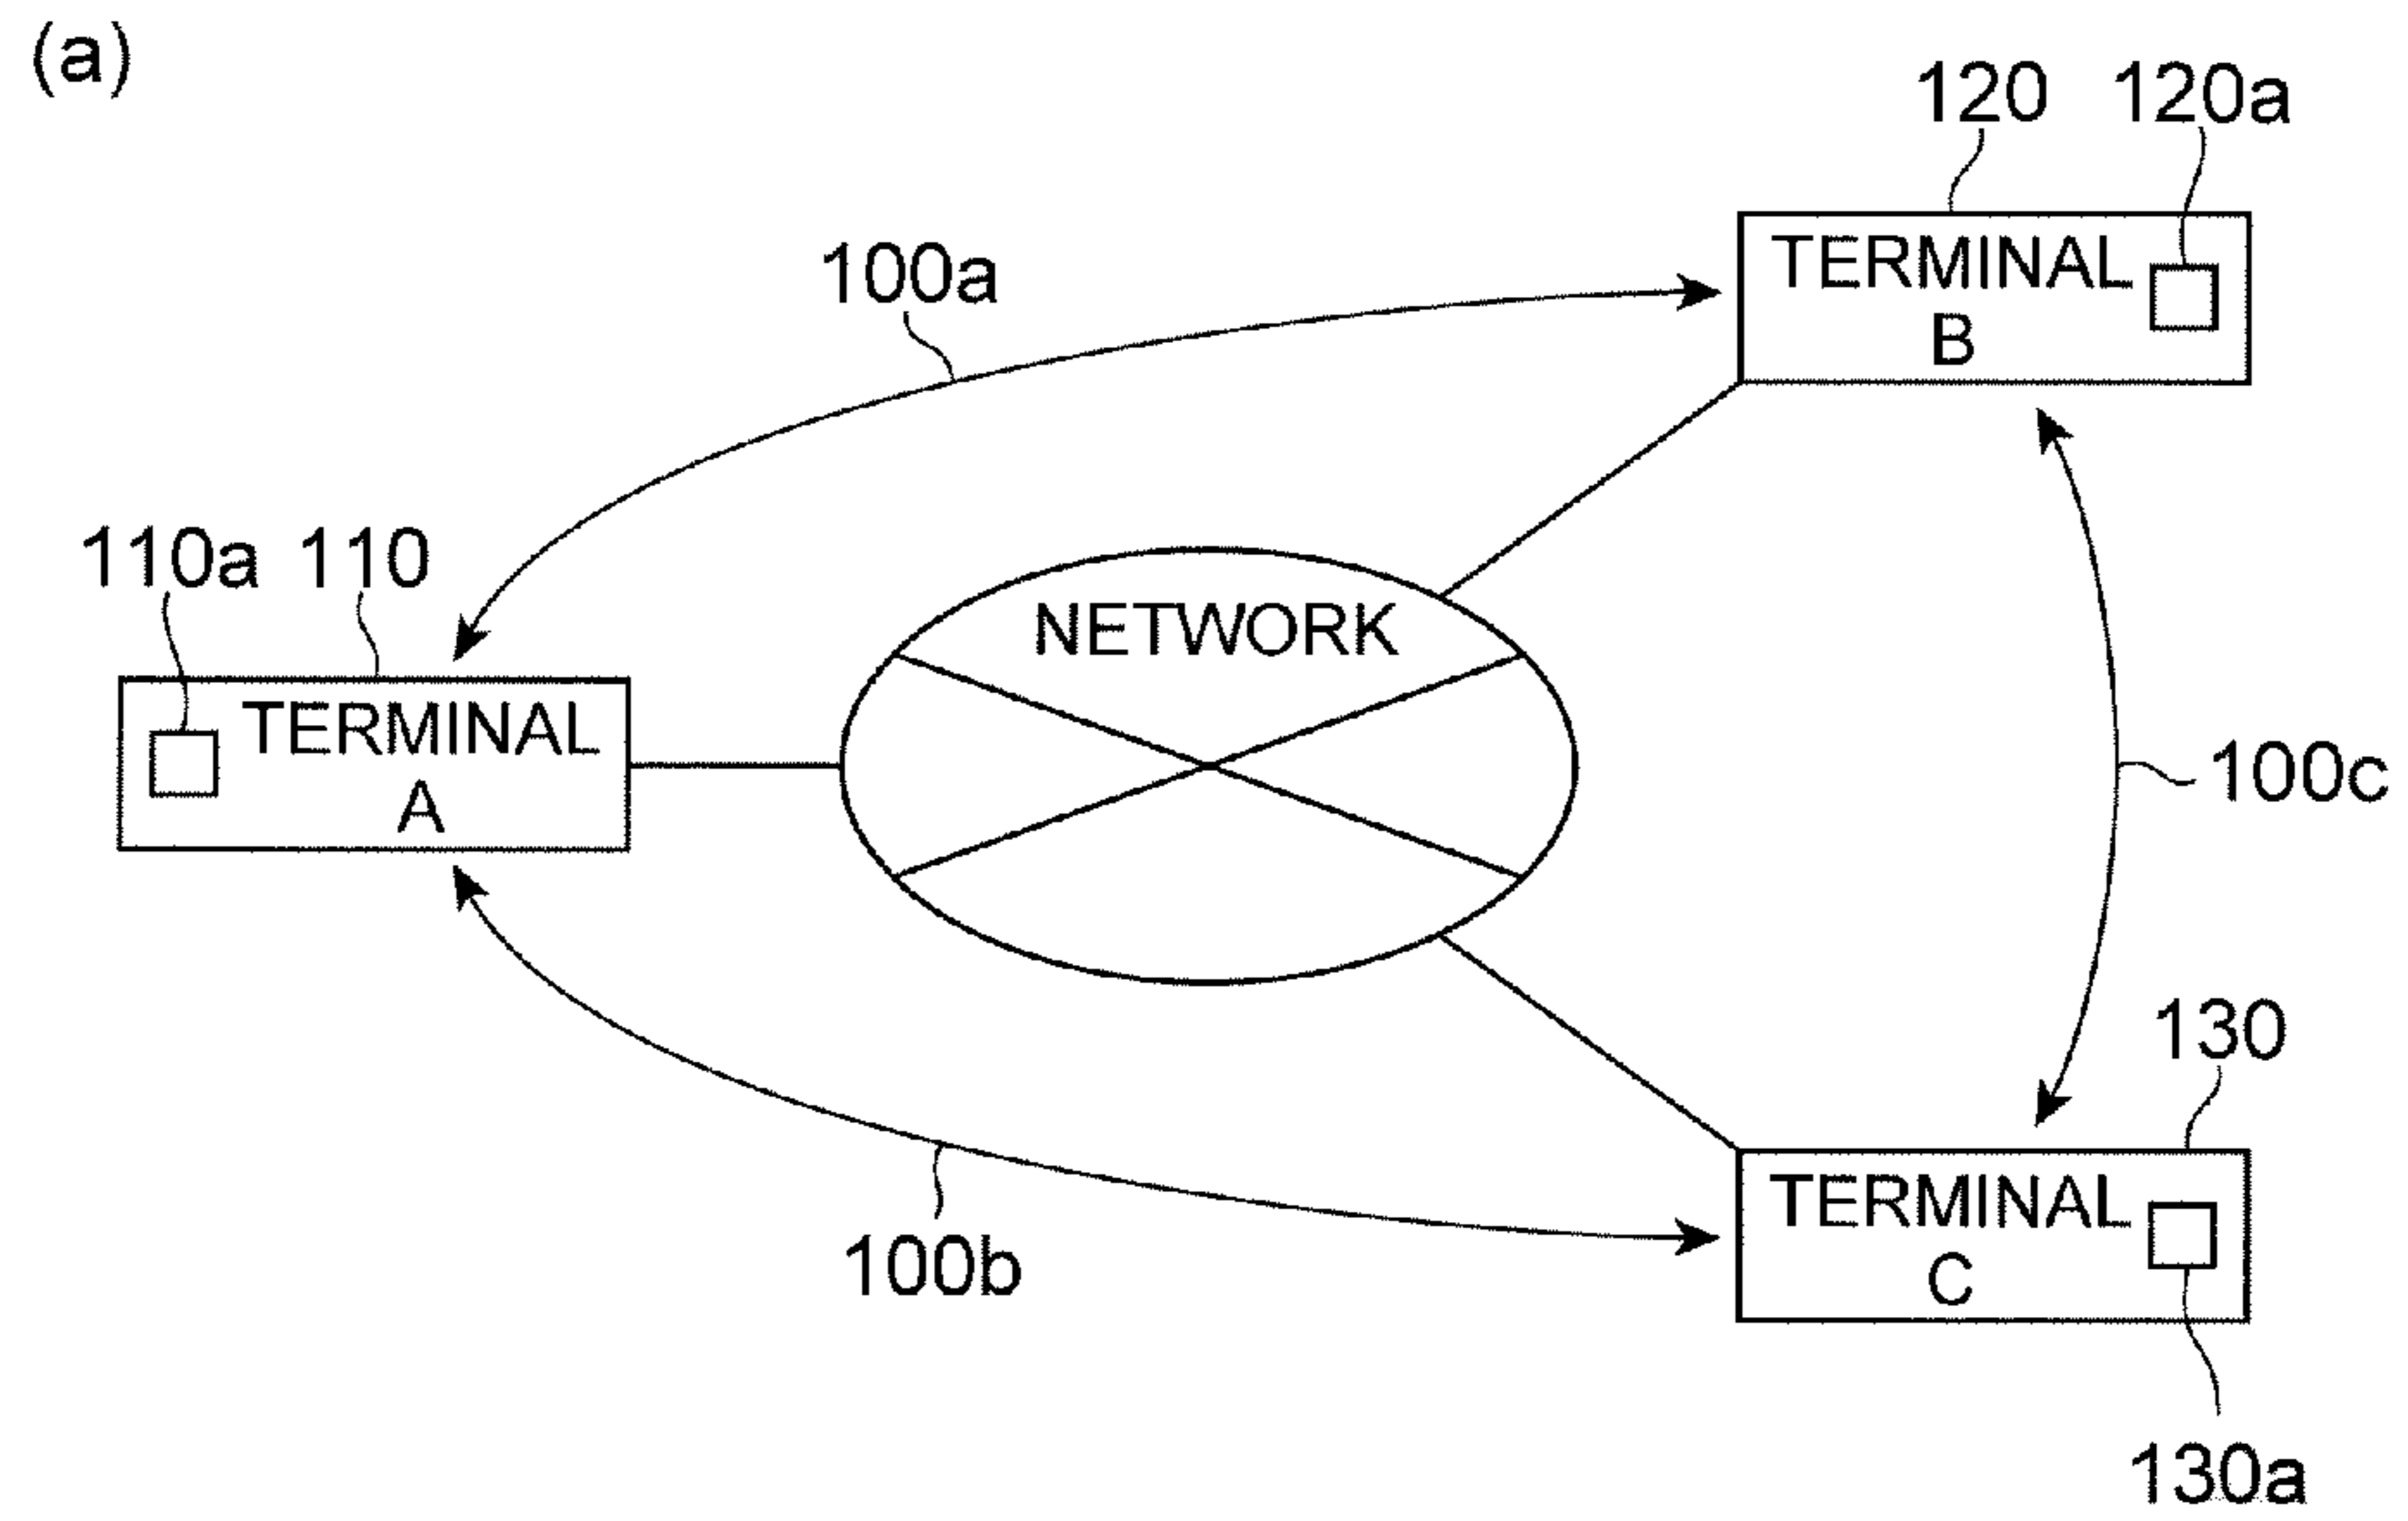 (a)
120 120a
100a
TERMINAL
B
110a 110
NETWORK
TERMINAL
A
100c
130
TERMINAL
C
100b
130a